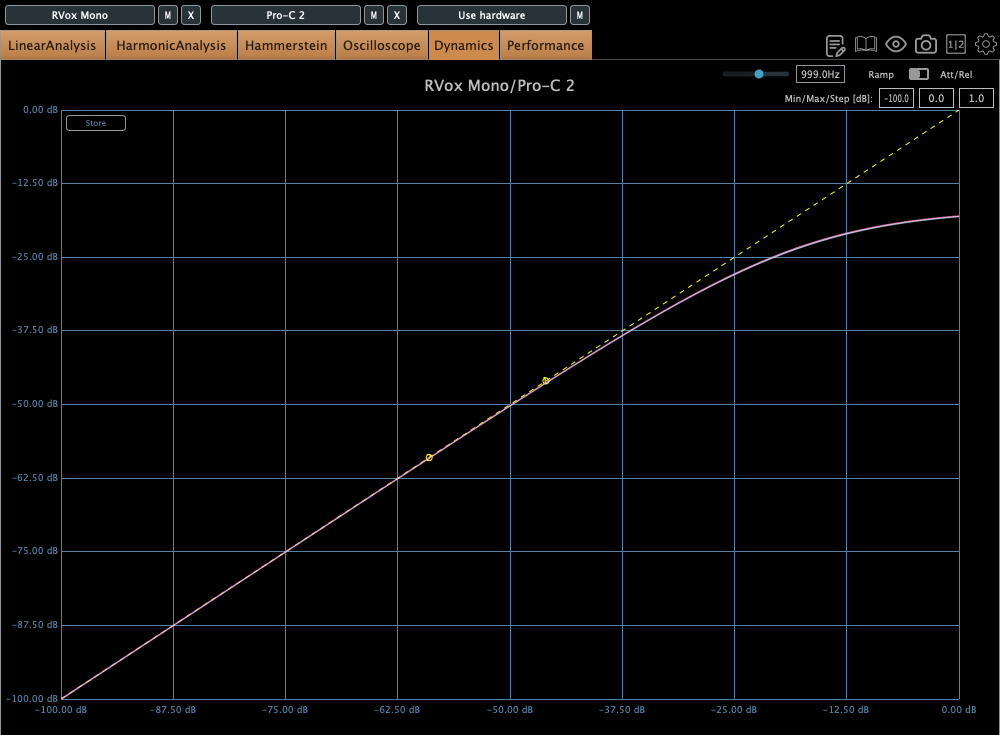 RVox Mono M X Pro-C 2 M X Use hardware M
LinearAnalysis HarmonicAnalysis Hammerstein Oscilloscope Dynamics Performance 1|2
RVox Mono/Pro-C 2
999.0Hz Ramp Att/Rel
Min/Max/Step [dB]: -100.0 0.0 1.0
Store
0.00 dB
-12.50 dB
-25.00 dB
-37.50 dB
-50.00 dB
-62.50 dB
-75.00 dB
-87.50 dB
-100.00 dB
-100.00 dB -87.50 dB -75.00 dB -62.50 dB -50.00 dB -37.50 dB -25.00 dB -12.50 dB 0.00 dB